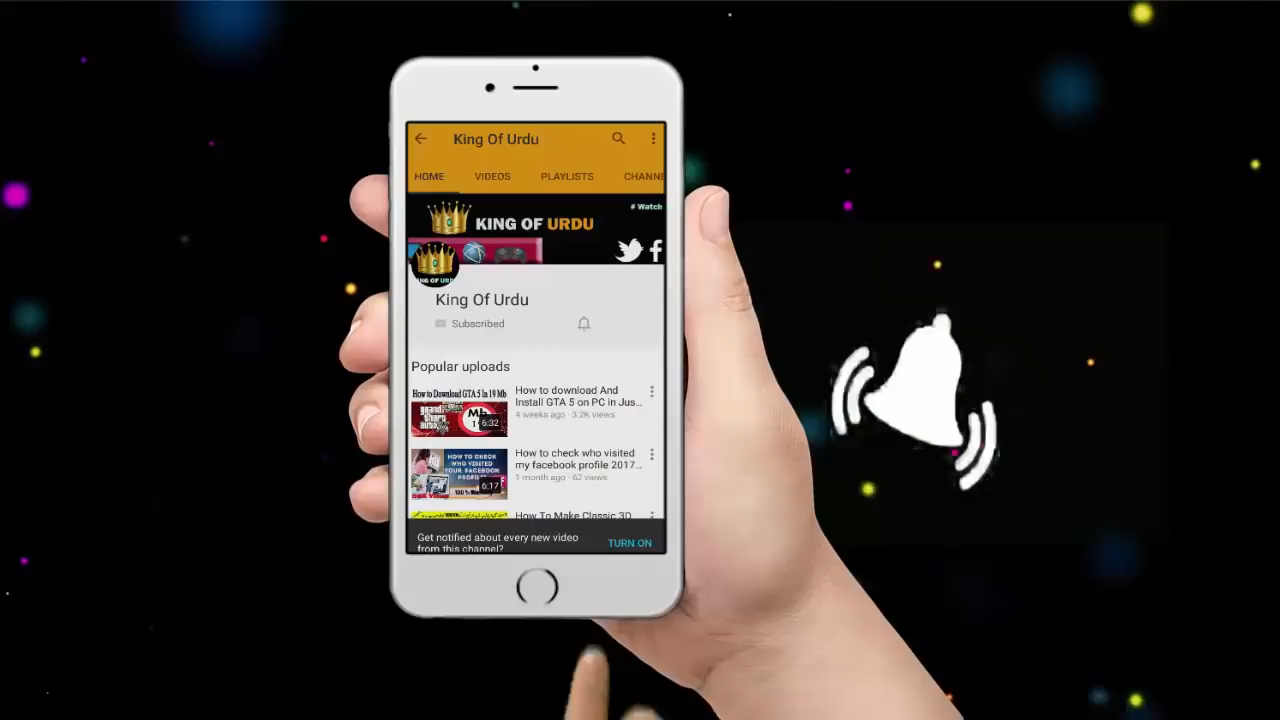 King Of Urdu
HOME VIDEOS PLAYLISTS CHANNE
# Watch
KING OF URDU
KING OF URDU
King Of Urdu
Subscribed
Popular uploads
How to Download GTA 5 In 19 Mb
6:32
How to download And
Install GTA 5 on PC in Jus...
4 weeks ago · 3.2K views
HOW TO CHECK
WHO VISITED
YOUR FACEBOOK
PROFILE
6:17
How to check who visited
my facebook profile 2017...
1 month ago · 62 views
How To Make Classic 3D
Get notified about every new video
from this channel?
TURN ON